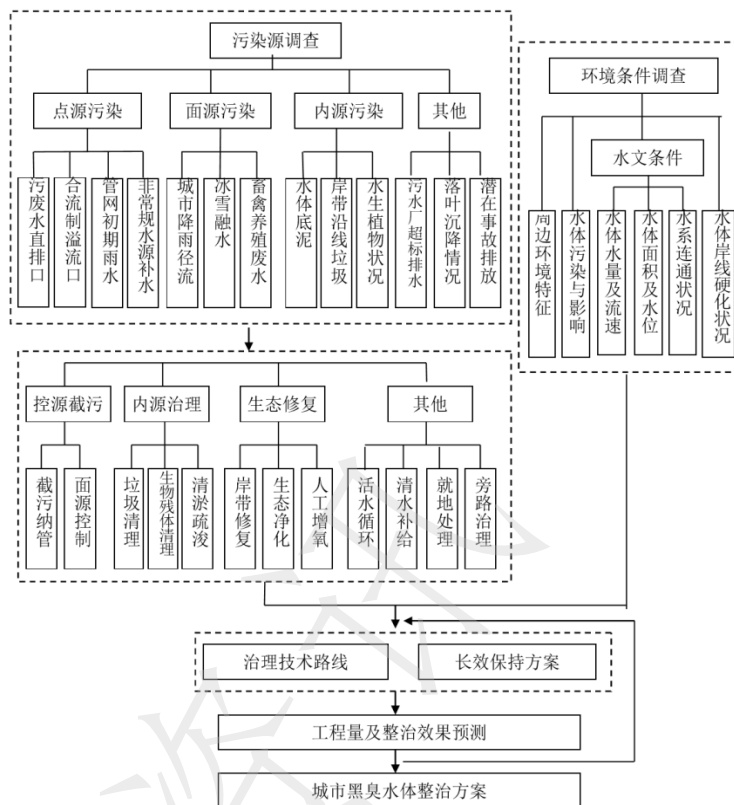 污染源调查
点源污染
面源污染
内源污染
其他
污废水直排口
合流制溢流口
管网初期雨水
非常规水源补水
城市降雨径流
冰雪融水
畜禽养殖废水
水体底泥
岸带沿线垃圾
水生植物状况
污水厂超标排水
落叶沉降情况
潜在事故排放
环境条件调查
水文条件
周边环境特征
水体污染与影响
水体水量及流速
水体面积及水位
水系连通状况
水体岸线硬化状况
控源截污
内源治理
生态修复
其他
截污纳管
面源控制
垃圾清理
生物残体清理
清淤疏浚
岸带修复
生态净化
人工增氧
活水循环
清水补给
就地处理
旁路治理
治理技术路线
长效保持方案
工程量及整治效果预测
城市黑臭水体整治方案